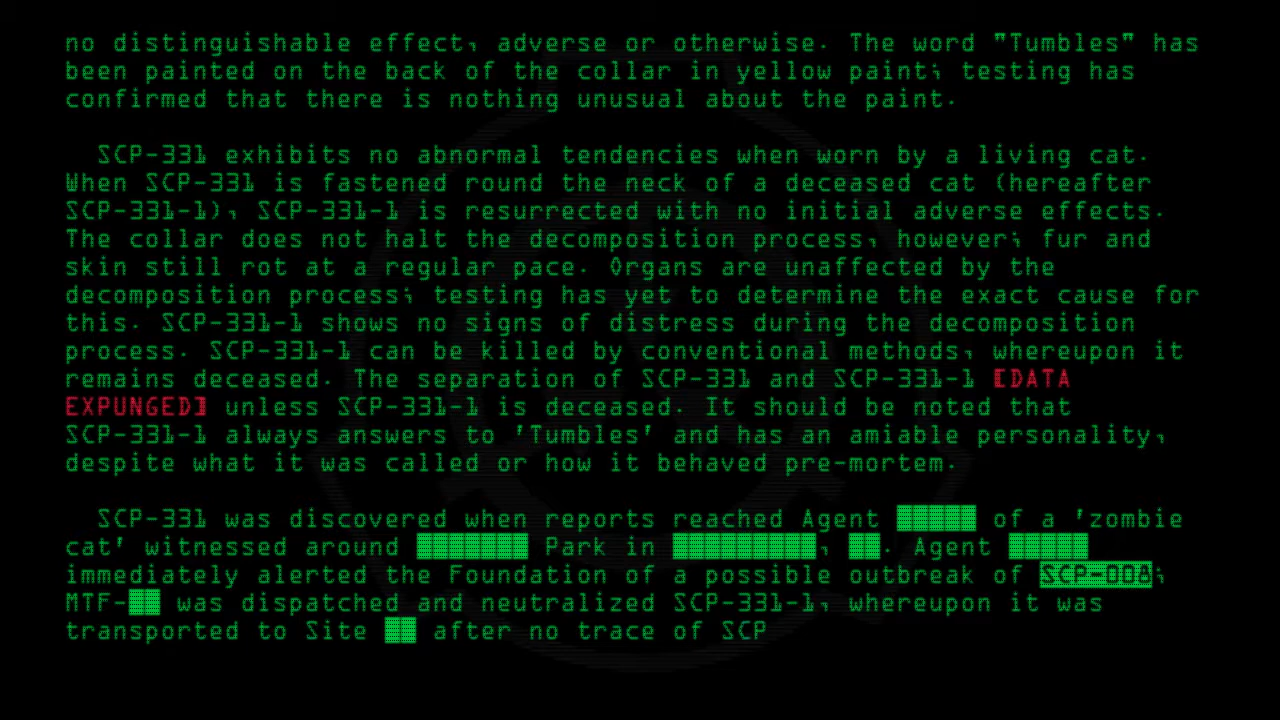 no distinguishable effect, adverse or otherwise. The word "Tumbles" has
been painted on the back of the collar in yellow paint; testing has
confirmed that there is nothing unusual about the paint.
SCP-331 exhibits no abnormal tendencies when worn by a living cat.
When SCP-331 is fastened round the neck of a deceased cat (hereafter
SCP-331-1), SCP-331-1 is resurrected with no initial adverse effects.
The collar does not halt the decomposition process, however; fur and
skin still rot at a regular pace. Organs are unaffected by the
decomposition process; testing has yet to determine the exact cause for
this. SCP-331-1 shows no signs of distress during the decomposition
process. SCP-331-1 can be killed by conventional methods, whereupon it
remains deceased. The separation of SCP-331 and SCP-331-1 [DATA
EXPUNGED] unless SCP-331-1 is deceased. It should be noted that
SCP-331-1 always answers to 'Tumbles' and has an amiable personality,
despite what it was called or how it behaved pre-mortem.
SCP-331 was discovered when reports reached Agent █████ of a 'zombie
cat' witnessed around ███████ Park in █████████, ██. Agent █████
immediately alerted the Foundation of a possible outbreak of SCP-008;
MTF-██ was dispatched and neutralized SCP-331-1, whereupon it was
transported to Site ██ after no trace of SCP